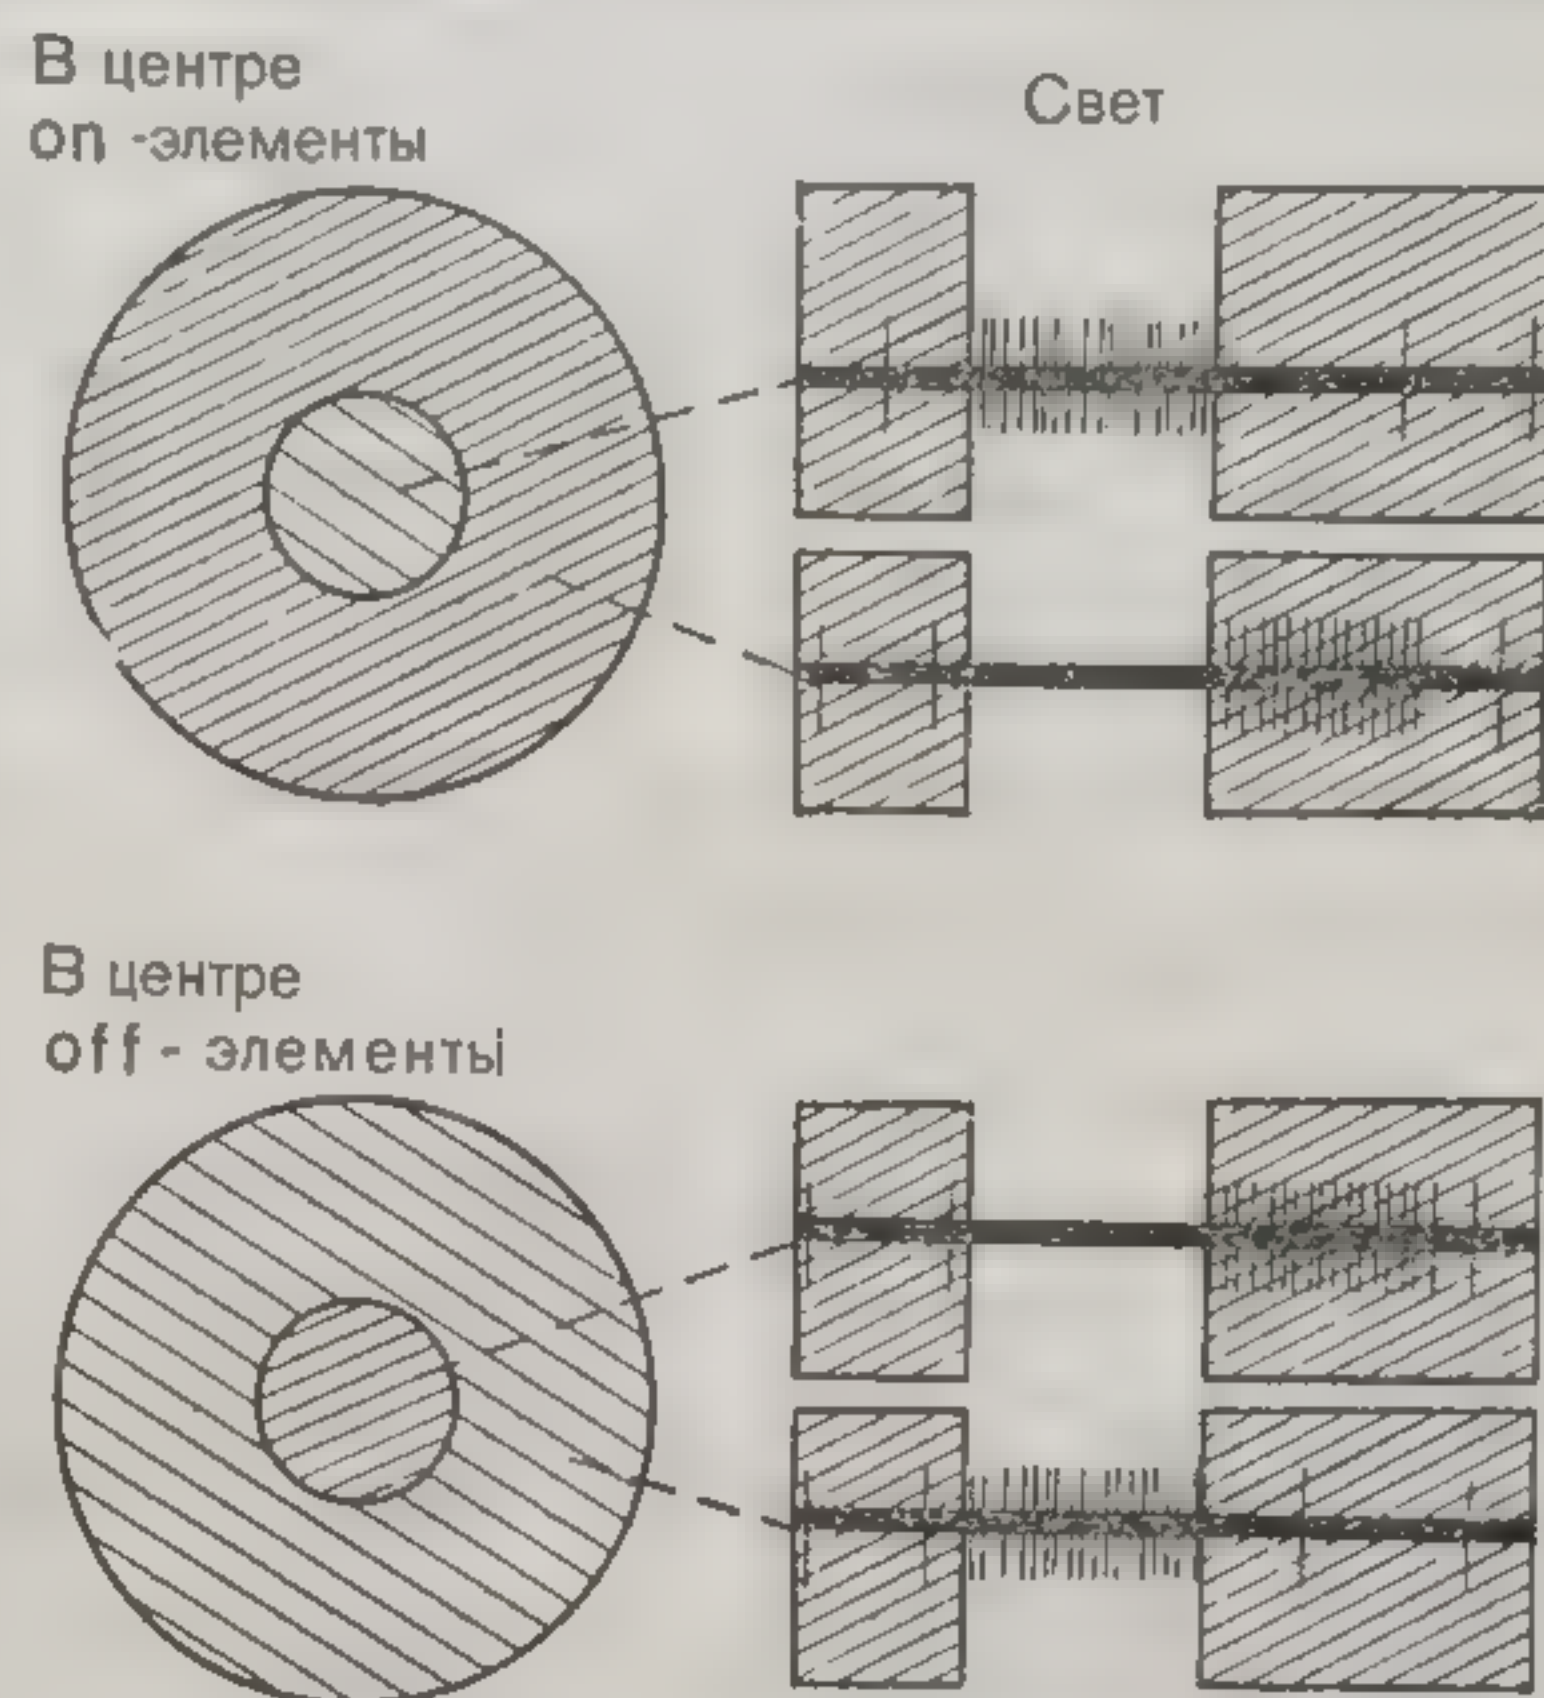 В центре
on -элементы
Свет
В центре
off - элементы